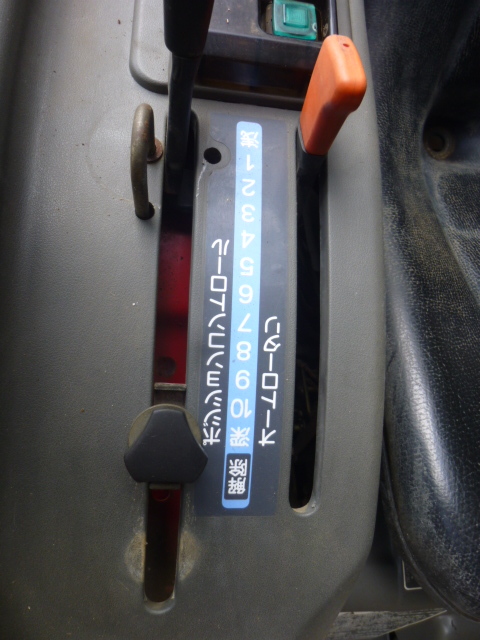 ポジションコントロール
浅 1 2 3 4 5 6 7 8 9 10 深 解除
オートロータリ